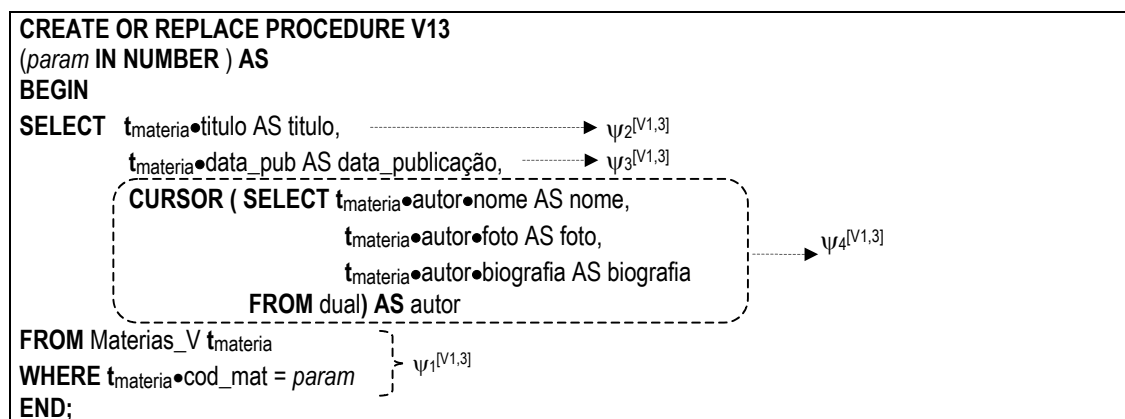 CREATE OR REPLACE PROCEDURE V13
(param IN NUMBER ) AS
BEGIN
SELECT tmateria•titulo AS titulo, ψ2[V1,3]
tmateria•data_pub AS data_publicação, ψ3[V1,3]
CURSOR ( SELECT tmateria•autor•nome AS nome,
tmateria•autor•foto AS foto,
ψ4[V1,3]
tmateria•autor•biografia AS biografia
FROM dual) AS autor
FROM Materias_V tmateria
ψ1[V1,3]
WHERE tmateria•cod_mat = param
END;